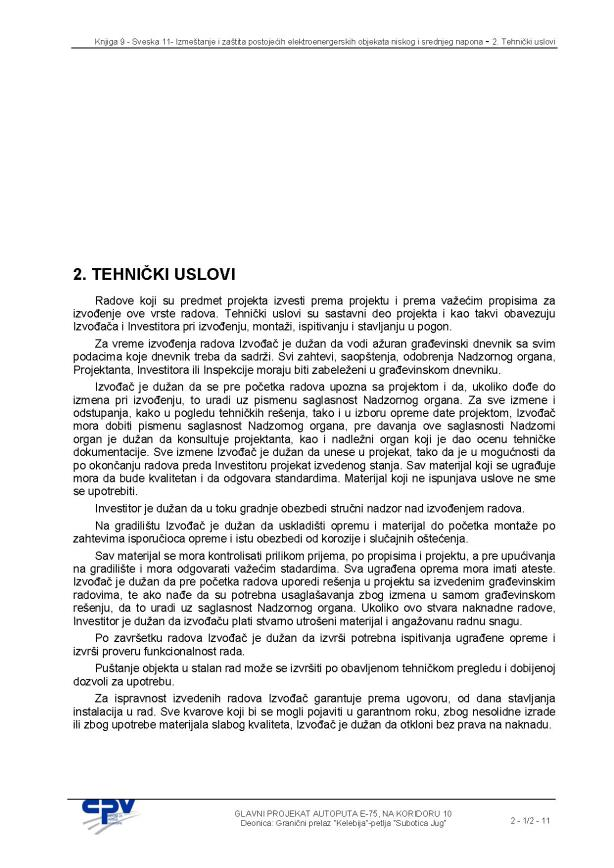 Knjiga 9 - Sveska 11- Izmeštanje i zaštita postojećih elektroenergerskih objekata niskog i srednjeg napona - 2. Tehnički uslovi
2. TEHNIČKI USLOVI
Radove koji su predmet projekta izvesti prema projektu i prema važećim propisima za
izvođenje ove vrste radova. Tehnički uslovi su sastavni deo projekta i kao takvi obavezuju
Izvođača i Investitora pri izvođenju, montaži, ispitivanju i stavljanju u pogon.
Za vreme izvođenja radova Izvođač je dužan da vodi ažuran građevinski dnevnik sa svim
podacima koje dnevnik treba da sadrži. Svi zahtevi, saopštenja, odobrenja Nadzornog organa,
Projektanta, Investitora ili Inspekcije moraju biti zabeleženi u građevinskom dnevniku.
Izvođač je dužan da se pre početka radova upozna sa projektom i da, ukoliko dođe do
izmena pri izvođenju, to uradi uz pismenu saglasnost Nadzornog organa. Za sve izmene i
odstupanja, kako u pogledu tehničkih rešenja, tako i u izboru opreme date projektom, Izvođač
mora dobiti pismenu saglasnost Nadzornog organa, pre davanja ove saglasnosti Nadzorni
organ je dužan da konsultuje projektanta, kao i nadležni organ koji je dao ocenu tehničke
dokumentacije. Sve izmene Izvođač je dužan da unese u projekat, tako da je u mogućnosti da
po okončanju radova preda Investitoru projekat izvedenog stanja. Sav materijal koji se ugrađuje
mora da bude kvalitetan i da odgovara standardima. Materijal koji ne ispunjava uslove ne sme
se upotrebiti.
Investitor je dužan da u toku gradnje obezbedi stručni nadzor nad izvođenjem radova.
Na gradilištu Izvođač je dužan da uskladišti opremu i materijal do početka montaže po
zahtevima isporučioca opreme i istu obezbedi od korozije i slučajnih oštećenja.
Sav materijal se mora kontrolisati prilikom prijema, po propisima i projektu, a pre upućivanja
na gradilište i mora odgovarati važećim stadardima. Sva ugrađena oprema mora imati ateste.
Izvođač je dužan da pre početka radova uporedi rešenja u projektu sa izvedenim građevinskim
radovima, te ako nađe da su potrebna usaglašavanja zbog izmena u samom građevinskom
rešenju, da to uradi uz saglasnost Nadzornog organa. Ukoliko ovo stvara naknadne radove,
Investitor je dužan da izvođaču plati stvarno utrošeni materijal i angažovanu radnu snagu.
Po završetku radova Izvođač je dužan da izvrši potrebna ispitivanja ugrađene opreme i
izvrši proveru funkcionalnost rada.
Puštanje objekta u stalan rad može se izvršiti po obavljenom tehničkom pregledu i dobijenoj
dozvoli za upotrebu.
Za ispravnost izvedenih radova Izvođač garantuje prema ugovoru, od dana stavljanja
instalacija u rad. Sve kvarove koji bi se mogli pojaviti u garantnom roku, zbog nesolidne izrade
ili zbog upotrebe materijala slabog kvaliteta, Izvođač je dužan da otkloni bez prava na naknadu.
GLAVNI PROJEKAT AUTOPUTA E-75, NA KORIDORU 10
Deonica: Granični prelaz "Kelebija"-petlja "Subotica Jug"
2 - 1/2 - 11